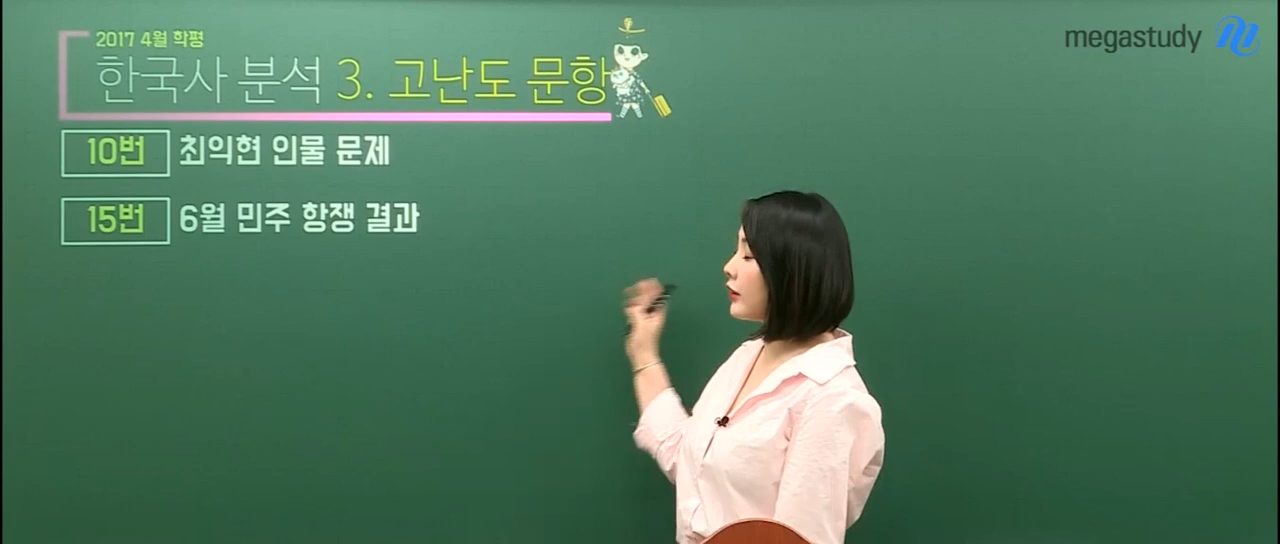 2017 4월 학평
한국사 분석 3. 고난도 문항
megastudy
10번 최익현 인물 문제
15번 6월 민주 항쟁 결과